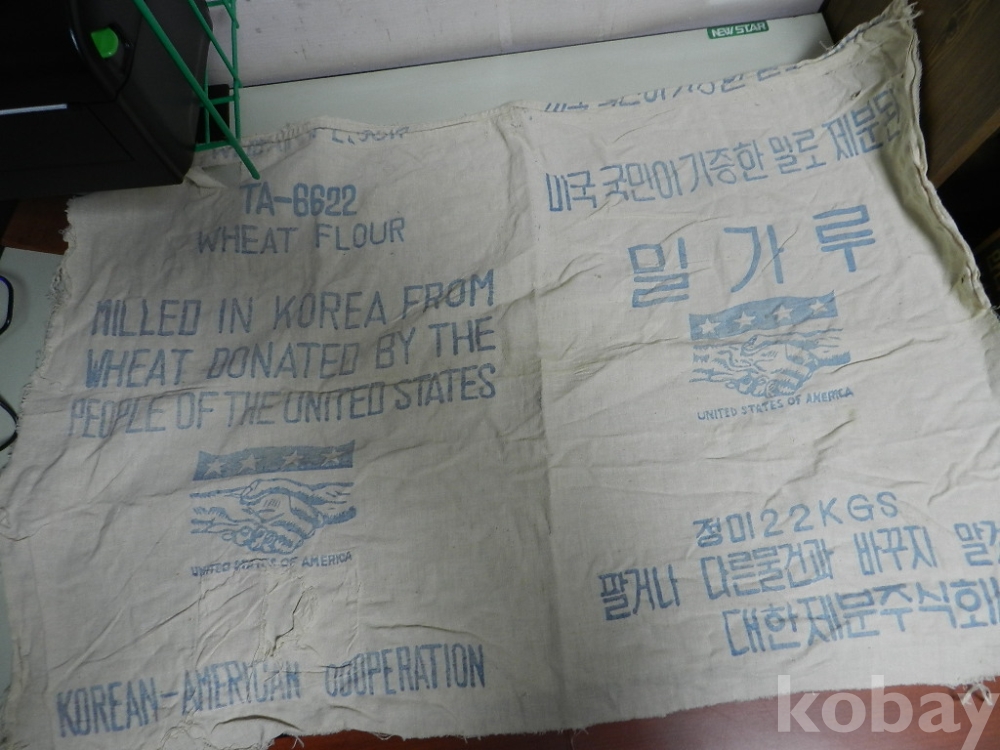 NEW STAR
TA-6622
WHEAT FLOUR
MILLED IN KOREA FROM
WHEAT DONATED BY THE
PEOPLE OF THE UNITED STATES
UNITED STATES OF AMERICA
KOREAN-AMERICAN COOPERATION
미국 국민이 기증한 밀로 제분된
밀가루
UNITED STATES OF AMERICA
정미 22KGS
팔거나 다른물건과 바꾸지
대한제분주식회
kobay